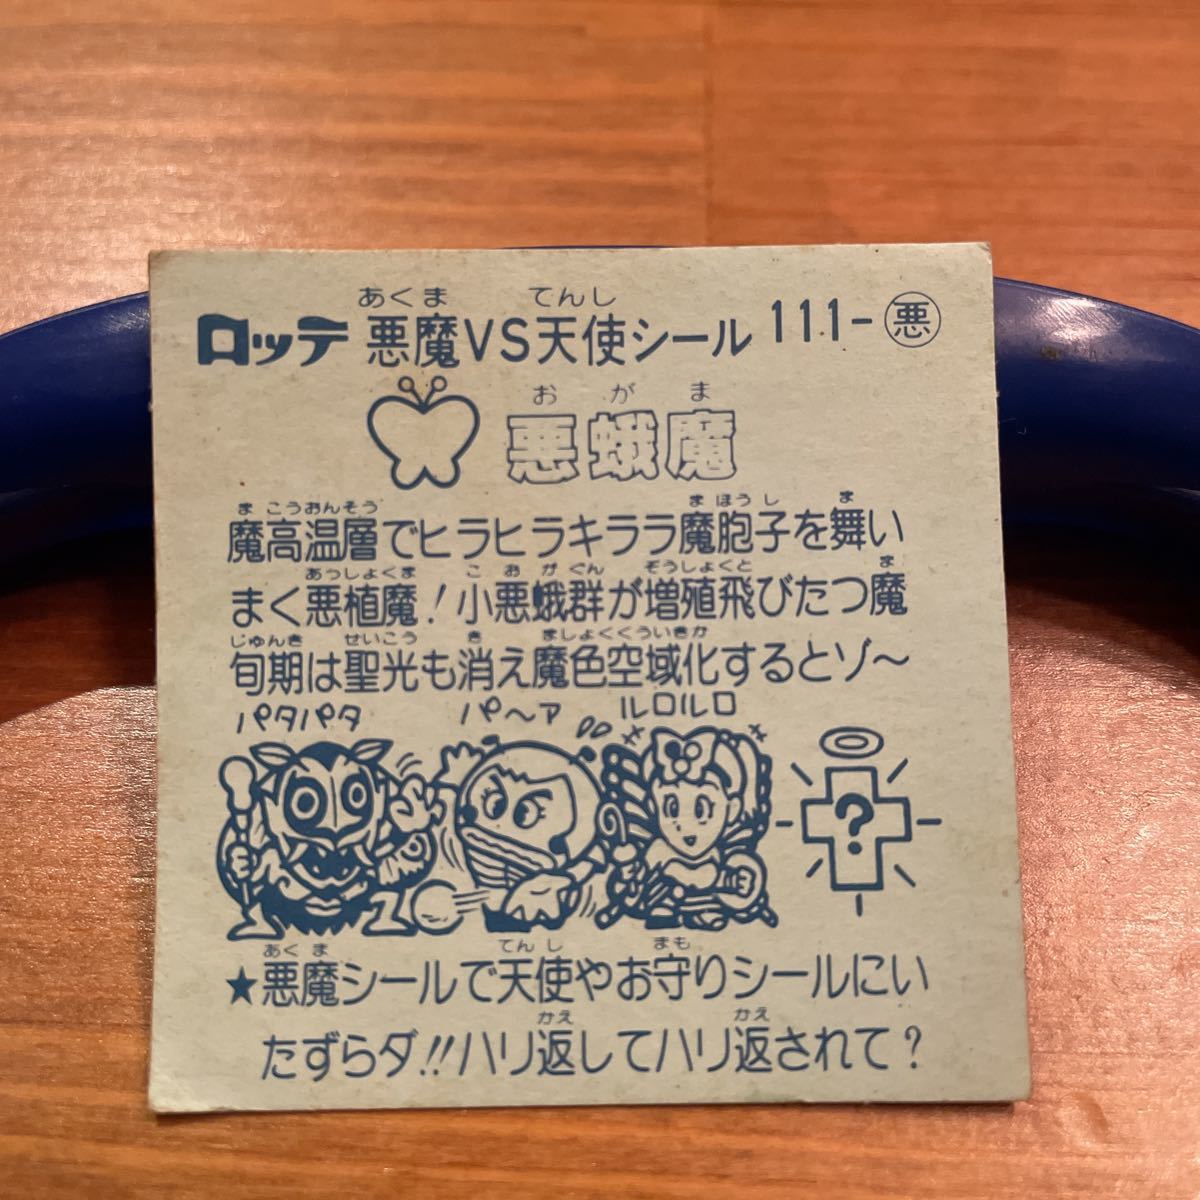 あくま てんし
ロッテ 悪魔VS天使シール 111-悪
おがま
悪蛾魔
まこうおんそう まほうし ま
魔高温層でヒラヒラキララ魔胞子を舞い
あっしょくま こおがぐん ぞうしょくと ま
まく悪植魔!小悪蛾群が増殖飛びたつ魔
じゅんき せいこう き ましょくくういきか
旬期は聖光も消え魔色空域化するとゾ〜
パタパタ パ〜ア ルロルロ
?
あくま てんし まも
★悪魔シールで天使やお守りシールにい
かえ かえ
たずらダ!!ハリ返してハリ返されて?